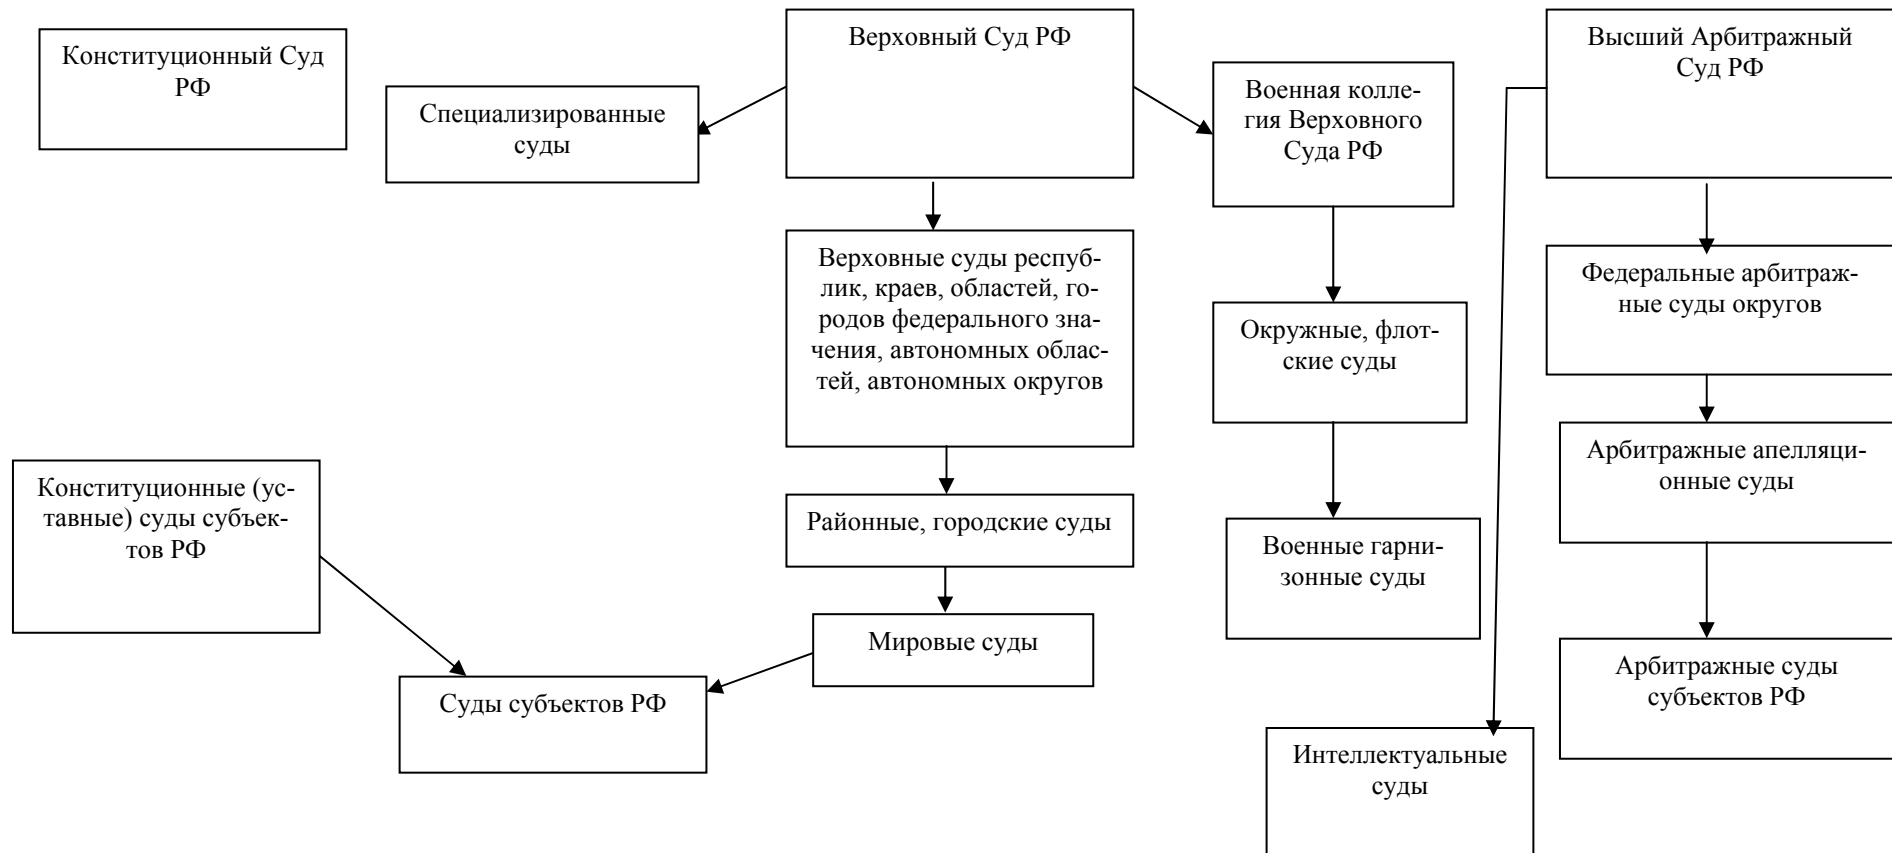 Конституционный Суд
РФ
Специализированные
суды
Верховный Суд РФ
Военная колле-
гия Верховного
Суда РФ
Высший Арбитражный
Суд РФ
Верховные суды респуб-
лик, краев, областей, го-
родов федерального зна-
чения, автономных облас-
тей, автономных округов
Окружные, флот-
ские суды
Федеральные арбитраж-
ные суды округов
Конституционные (ус-
тавные) суды субъек-
тов РФ
Районные, городские суды
Военные гарни-
зонные суды
Арбитражные апелляци-
онные суды
Мировые суды
Суды субъектов РФ
Арбитражные суды
субъектов РФ
Интеллектуальные
суды